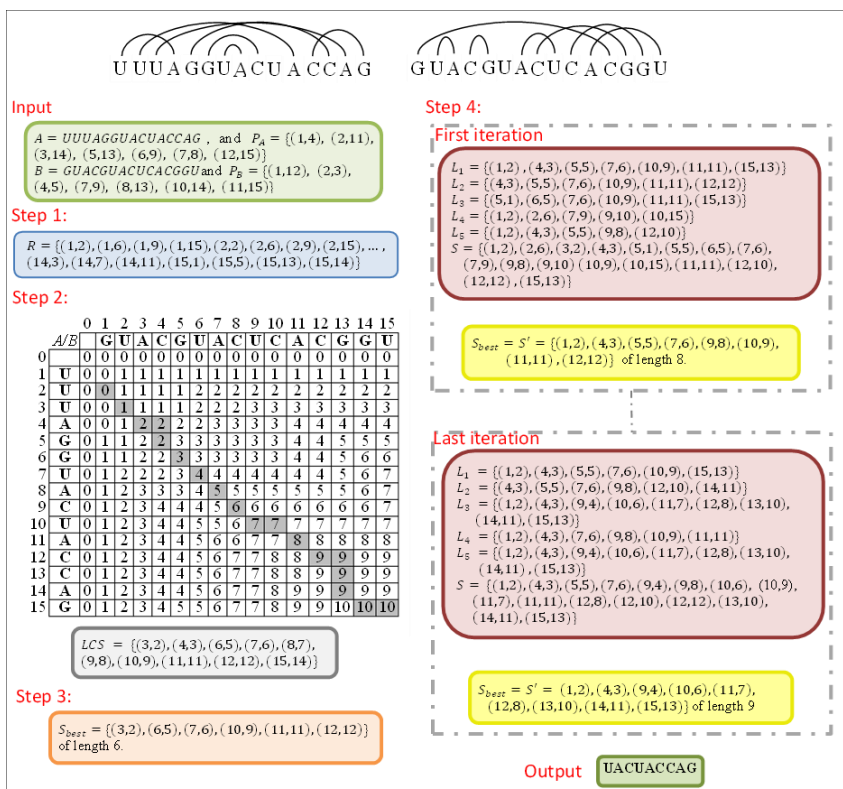 UUUAGGUACUACCAG GUACGUACUCACGGU
Input
A = UUUAGGUACUACCAG , and P_A = {(1,4), (2,11),
(3,14), (5,13), (6,9), (7,8), (12,15)}
B = GUACGUACUCACGGU and P_B = {(1,12), (2,3),
(4,5), (7,9), (8,13), (10,14), (11,15)}
Step 1:
R = {(1,2), (1,6), (1,9), (1,15), (2,2), (2,6), (2,9), (2,15), ... ,
(14,3), (14,7), (14,11), (15,1), (15,5), (15,13), (15,14)}
Step 2:
0 1 2 3 4 5 6 7 8 9 10 11 12 13 14 15
A/B G U A C G U A C U C A C G G U
0 0 0 0 0 0 0 0 0 0 0 0 0 0 0 0 0
1 U 0 0 1 1 1 1 1 1 1 1 1 1 1 1 1 1
2 U 0 0 1 1 1 1 2 2 2 2 2 2 2 2 2 2
3 U 0 0 1 1 1 1 2 2 2 3 3 3 3 3 3 3
4 A 0 0 1 2 2 2 2 3 3 3 3 4 4 4 4 4
5 G 0 1 1 2 2 3 3 3 3 3 3 4 4 5 5 5
6 G 0 1 1 2 2 3 3 3 3 3 3 4 4 5 6 6
7 U 0 1 2 2 2 3 4 4 4 4 4 4 4 5 6 7
8 A 0 1 2 3 3 3 4 5 5 5 5 5 5 5 6 7
9 C 0 1 2 3 4 4 4 5 6 6 6 6 6 6 6 7
10 U 0 1 2 3 4 4 5 5 6 7 7 7 7 7 7 7
11 A 0 1 2 3 4 4 5 6 6 7 7 8 8 8 8 8
12 C 0 1 2 3 4 4 5 6 7 7 8 8 9 9 9 9
13 C 0 1 2 3 4 4 5 6 7 7 8 8 9 9 9 9
14 A 0 1 2 3 4 4 5 6 7 7 8 8 9 9 9 9
15 G 0 1 2 3 4 5 5 6 7 7 8 9 9 10 10 10
LCS = {(3,2), (4,3), (6,5), (7,6), (8,7),
(9,8), (10,9), (11,11), (12,12), (15,14)}
Step 3:
S_best = {(3,2), (6,5), (7,6), (10,9), (11,11), (12,12)}
of length 6.
Step 4:
First iteration
L_1 = {(1,2) , (4,3), (5,5), (7,6), (10,9), (11,11), (15,13)}
L_2 = {(4,3), (5,5), (7,6), (10,9), (11,11), (12,12)}
L_3 = {(5,1), (6,5), (7,6), (10,9), (11,11), (15,13)}
L_4 = {(1,2), (2,6), (7,9), (9,10), (10,15)}
L_5 = {(1,2), (4,3), (5,5), (9,8), (12,10)}
S = {(1,2), (2,6), (3,2), (4,3), (5,1), (5,5), (6,5), (7,6),
(7,9), (9,8), (9,10) (10,9), (10,15), (11,11), (12,10),
(12,12) , (15,13)}
S_best = S' = {(1,2), (4,3), (5,5), (7,6), (9,8), (10,9),
(11,11) , (12,12)} of length 8.
Last iteration
L_1 = {(1,2), (4,3), (5,5), (7,6), (10,9), (15,13)}
L_2 = {(4,3), (5,5), (7,6), (9,8), (12,10), (14,11)}
L_3 = {(1,2), (4,3), (9,4), (10,6), (11,7), (12,8), (13,10),
(14,11), (15,13)}
L_4 = {(1,2), (4,3), (7,6), (9,8), (10,9), (11,11)}
L_5 = {(1,2), (4,3), (9,4), (10,6), (11,7), (12,8), (13,10),
(14,11), (15,13)}
S = {(1,2), (4,3), (5,5), (7,6), (9,4), (9,8), (10,6), (10,9),
(11,7), (11,11), (12,8), (12,10), (12,12), (13,10),
(14,11), (15,13)}
S_best = S' = (1,2), (4,3), (9,4), (10,6), (11,7),
(12,8), (13,10), (14,11), (15,13)} of length 9
Output UACUACCAG